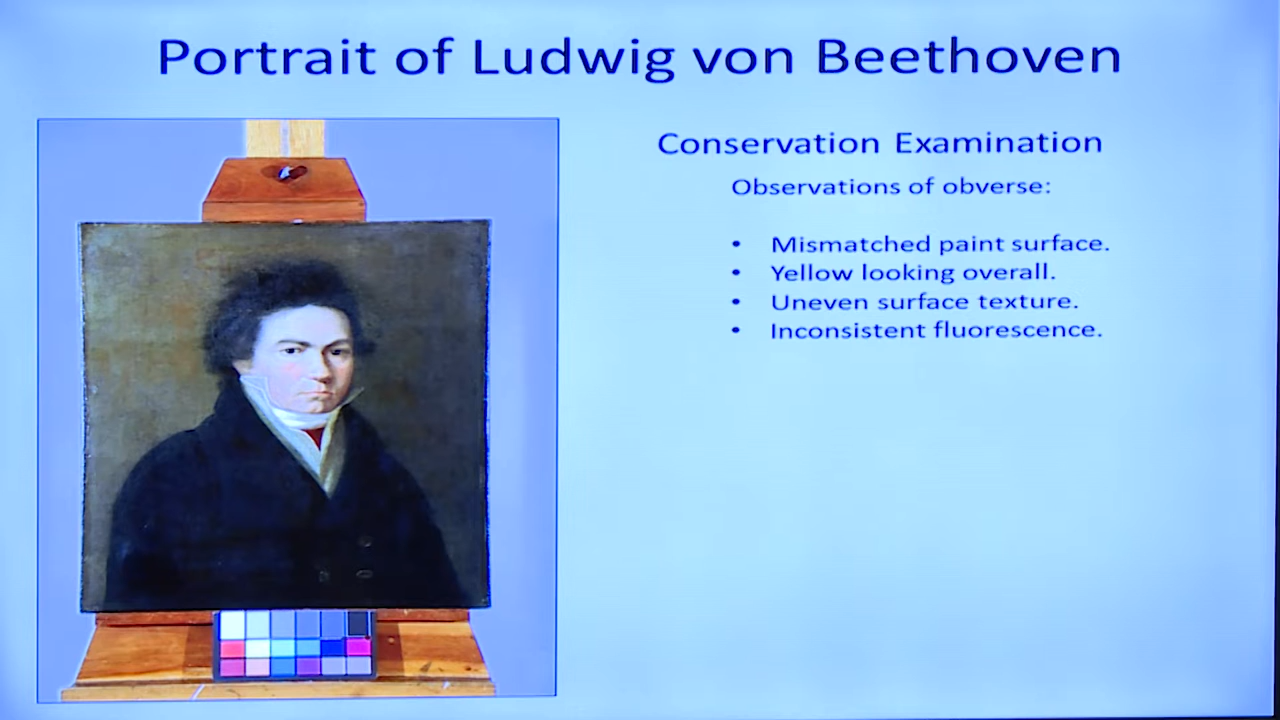 Portrait of Ludwig von Beethoven
Conservation Examination
Observations of obverse:
• Mismatched paint surface.
• Yellow looking overall.
• Uneven surface texture.
• Inconsistent fluorescence.